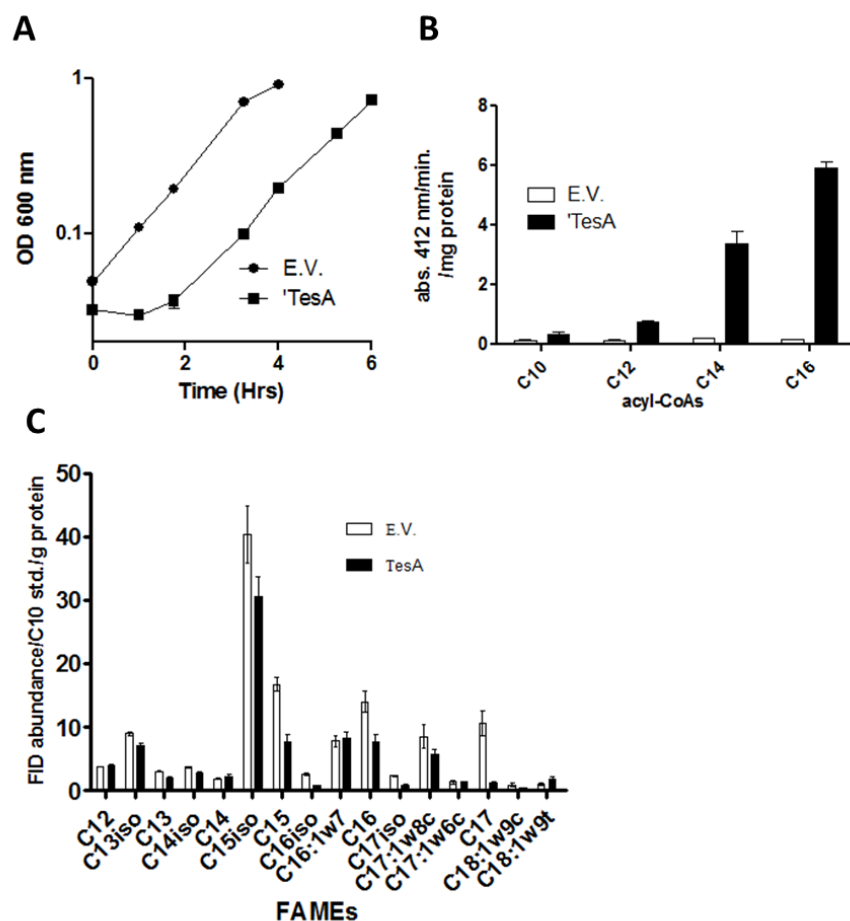 A
OD 600 nm
1
0.1
E.V.
'TesA
0
2
4
6
Time (Hrs)
B
abs. 412 nm/min.
/mg protein
8
6
4
2
0
E.V.
'TesA
C10
C12
C14
C16
acyl-CoAs
C
FID abundance/C10 std./g protein
50
40
30
20
10
0
E.V.
TesA
C12
C13iso
C13
C14iso
C14
C15iso
C15
C16iso
C16:1w7
C16
C17iso
C17:1w8c
C17:1w6c
C17
C18:1w9c
C18:1w9t
FAMEs